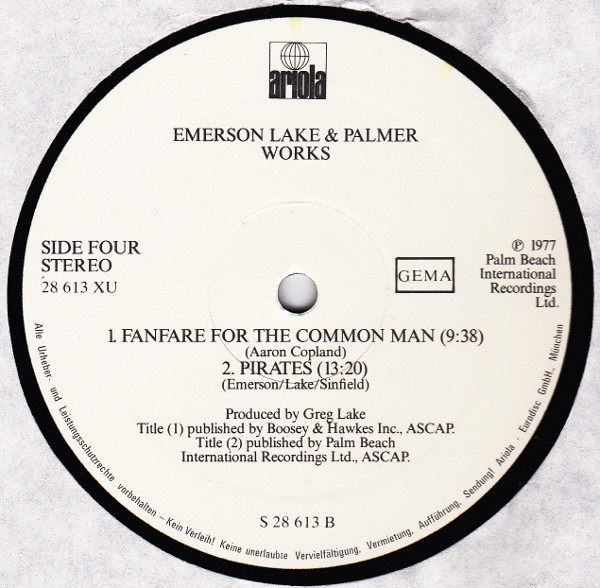 ariola
EMERSON LAKE & PALMER
WORKS
SIDE FOUR
STEREO
28 613 XU
GEMA
℗ 1977
Palm Beach
International
Recordings
Ltd.
1. FANFARE FOR THE COMMON MAN (9:38)
(Aaron Copland)
2. PIRATES (13:20)
(Emerson/Lake/Sinfield)
Produced by Greg Lake
Title (1) published by Boosey & Hawkes Inc., ASCAP.
Title (2) published by Palm Beach
International Recordings Ltd., ASCAP.
S 28 613 B
Alle Urheber- und Leistungsschutzrechte vorbehalten – Kein Verleih! Keine unerlaubte Vervielfältigung, Vermietung, Aufführung, Sendung! Ariola - Eurodisc GmbH., München